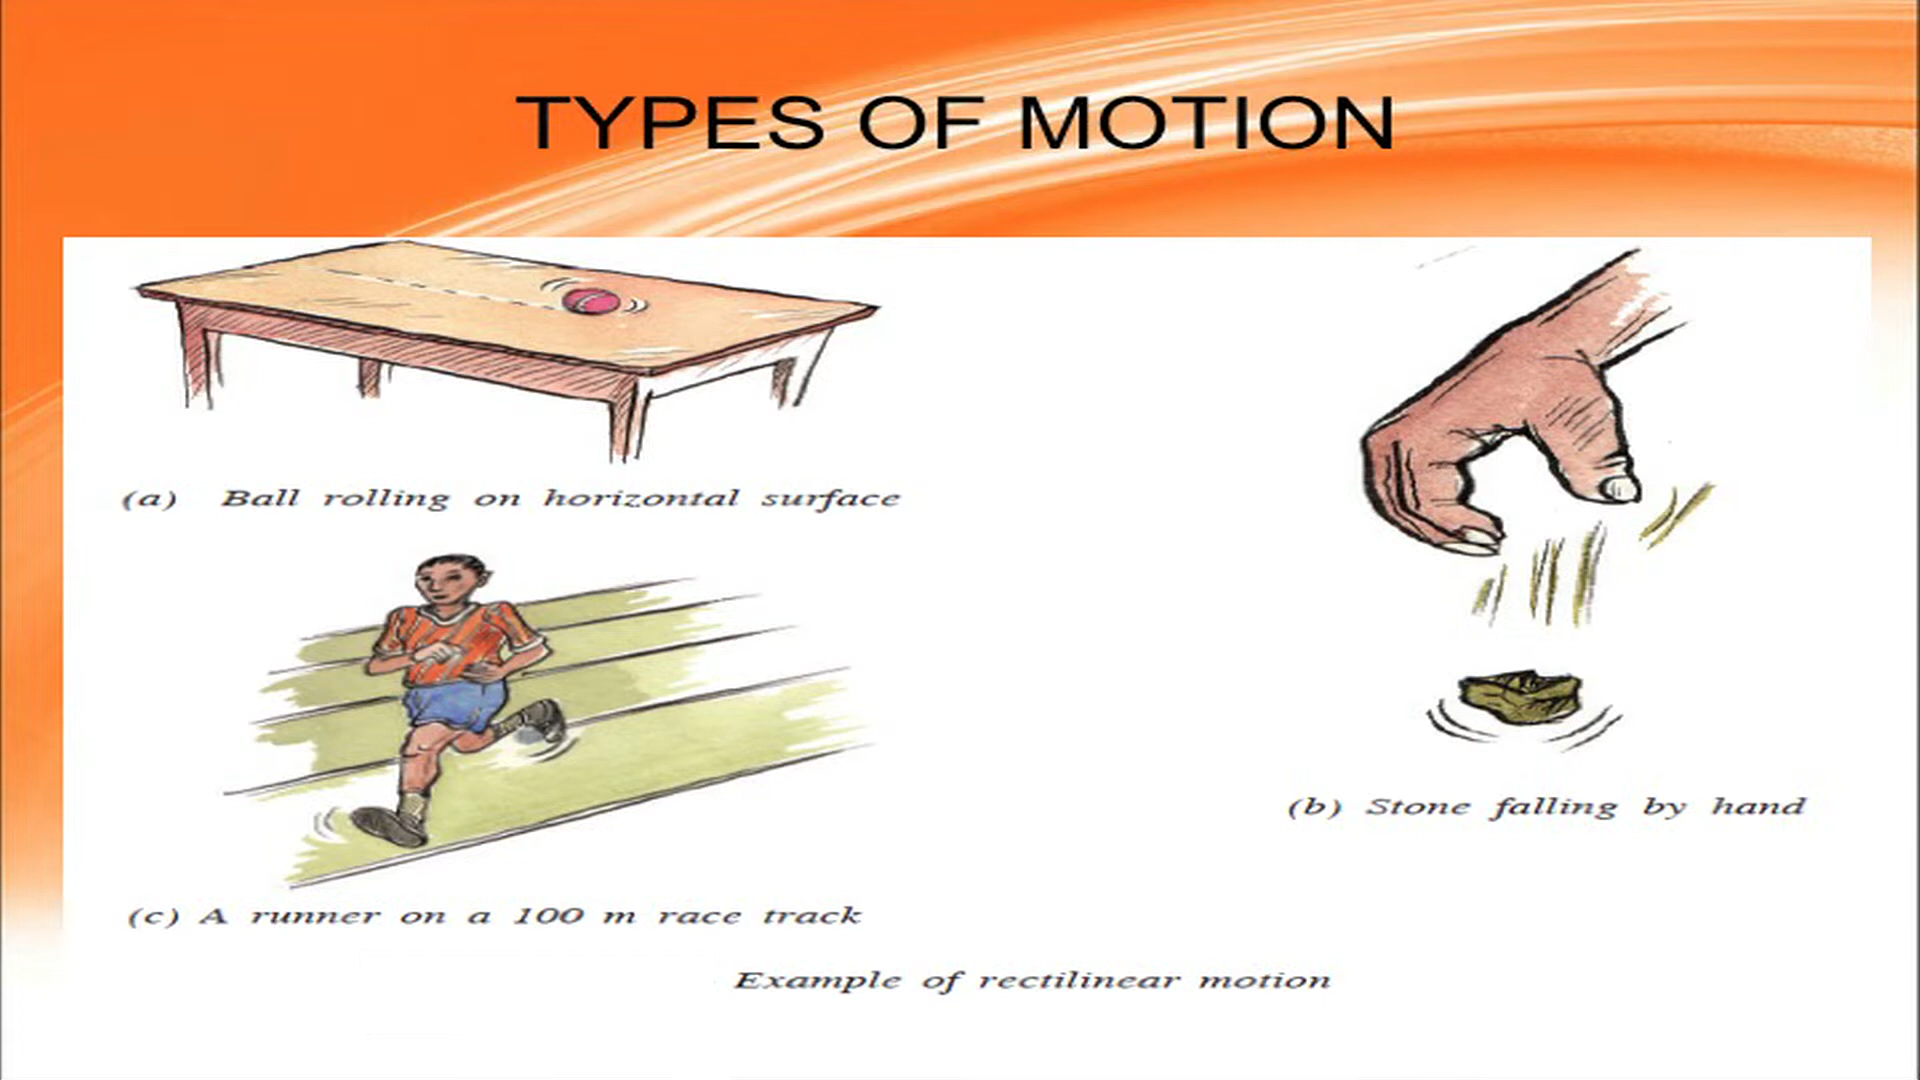 TYPES OF MOTION
(a) Ball rolling on horizontal surface
(b) Stone falling by hand
(c) A runner on a 100 m race track
Example of rectilinear motion